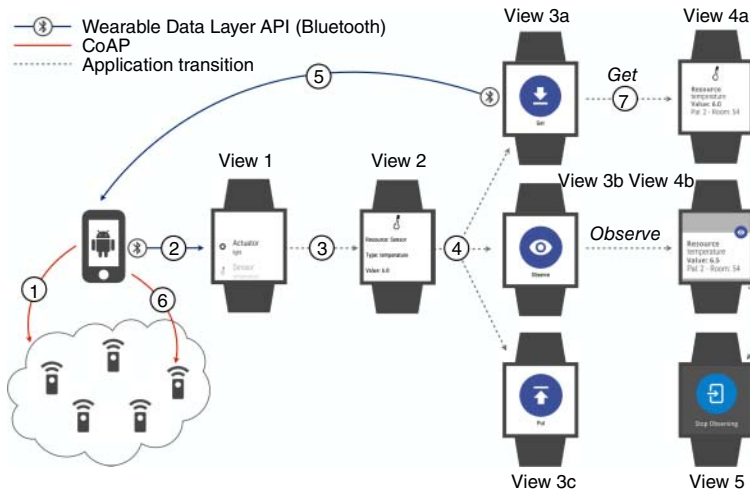 Wearable Data Layer API (Bluetooth)
CoAP
Application transition
View 3a
View 4a
5
Get
7
Get
Resource
temperature
Value: 6.0
Pal 2 - Room: S4
View 1
View 2
View 3b View 4b
2
Actuator
light
Sensor
3
Resource: Sensor
Type: temperature
Value: 6.0
4
Observe
Observe
Resource
temperature
Value: 6.5
Pal 2 - Room: S4
1
6
Put
Stop Observing
View 3c
View 5